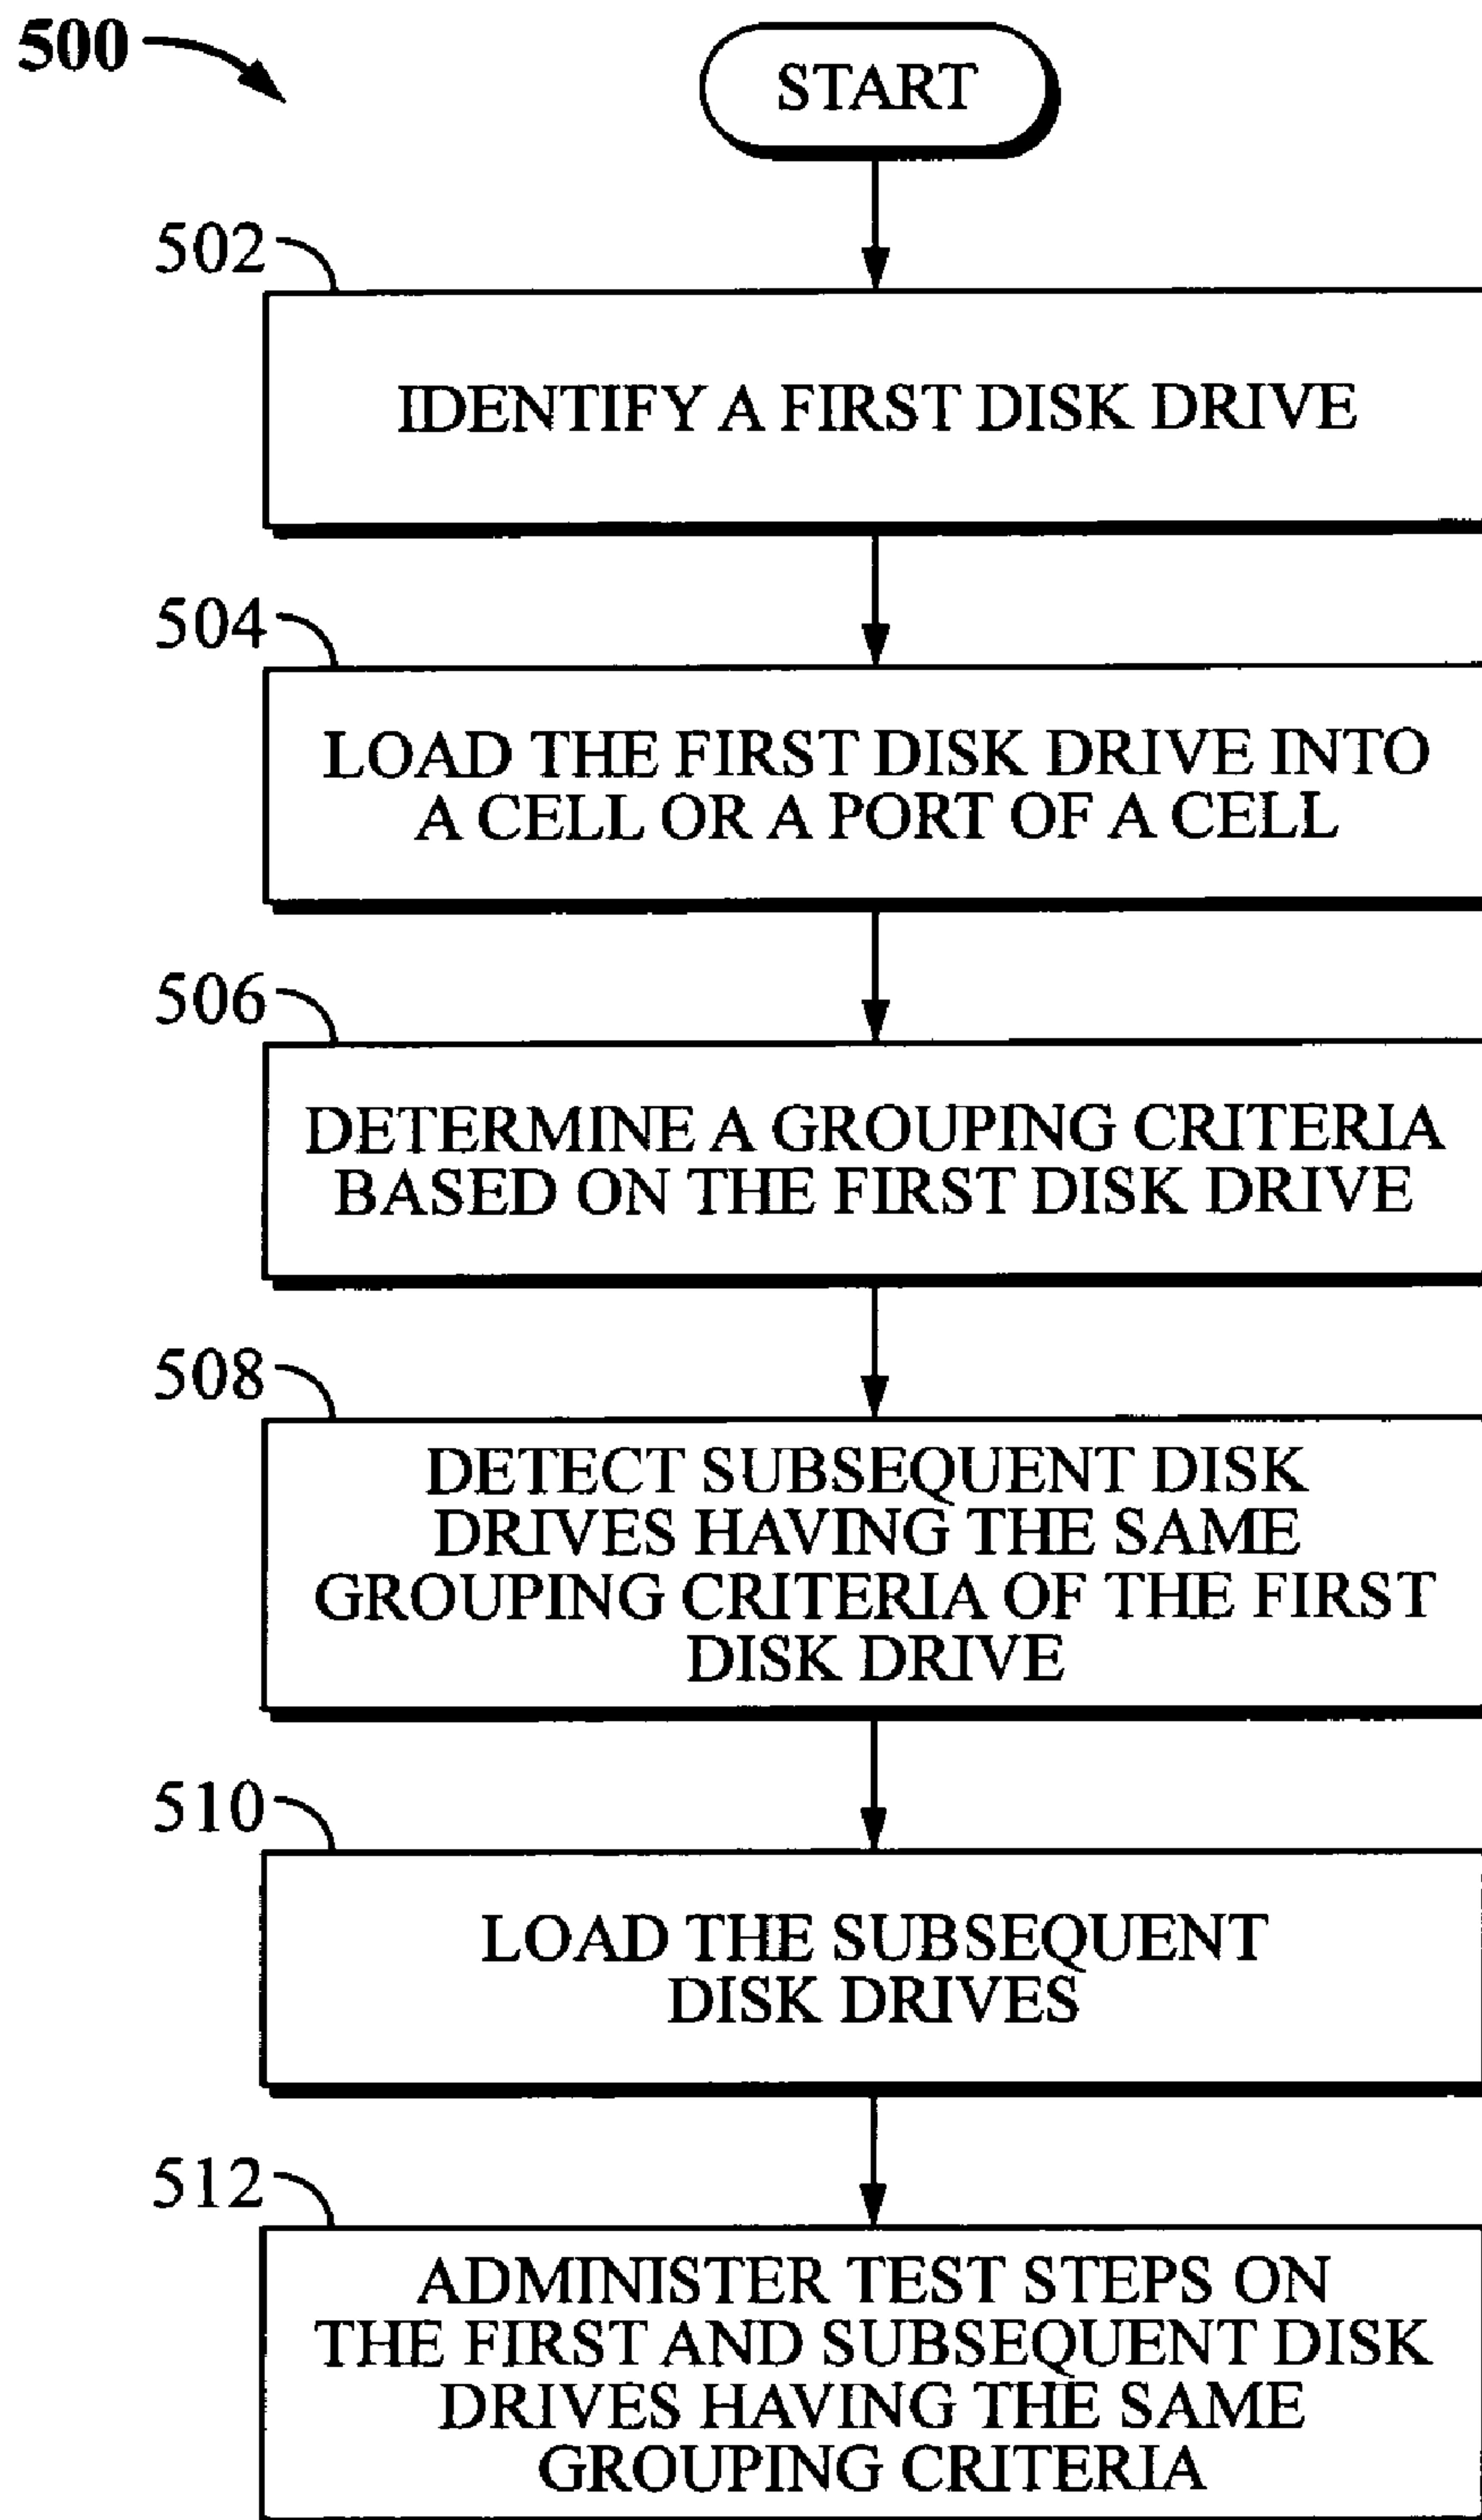 500
START
502
IDENTIFY A FIRST DISK DRIVE
504
LOAD THE FIRST DISK DRIVE INTO
A CELL OR A PORT OF A CELL
506
DETERMINE A GROUPING CRITERIA
BASED ON THE FIRST DISK DRIVE
508
DETECT SUBSEQUENT DISK
DRIVES HAVING THE SAME
GROUPING CRITERIA OF THE FIRST
DISK DRIVE
510
LOAD THE SUBSEQUENT
DISK DRIVES
512
ADMINISTER TEST STEPS ON
THE FIRST AND SUBSEQUENT DISK
DRIVES HAVING THE SAME
GROUPING CRITERIA